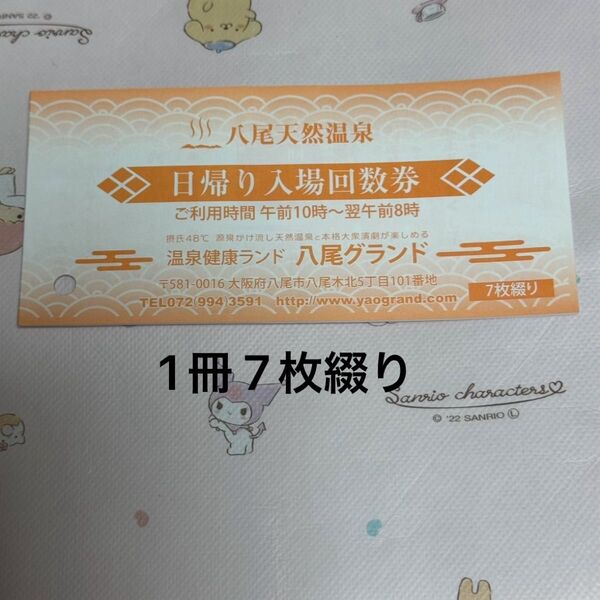 © '22 SANRIO
Sanrio
八尾天然温泉
日帰り入場回数券
ご利用時間 午前10時～翌午前8時
摂氏48℃ 源泉かけ流し天然温泉と本格大衆演劇が楽しめる
温泉健康ランド 八尾グランド
〒581-0016 大阪府八尾市八尾木北5丁目101番地
TEL072(994)3591 http://www.yaogrand.com
7枚綴り
1冊7枚綴り
Sanrio characters♡
© '22 SANRIO Ⓛ